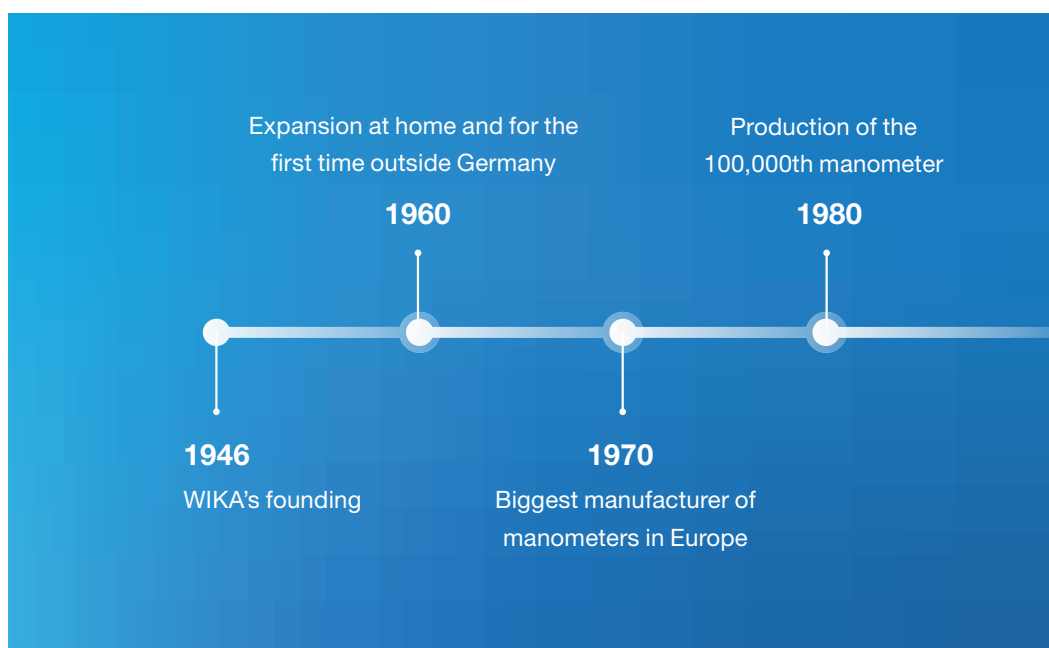 Expansion at home and for the
first time outside Germany
1960
Production of the
100,000th manometer
1980
1946
WIKA’s founding
1970
Biggest manufacturer of
manometers in Europe